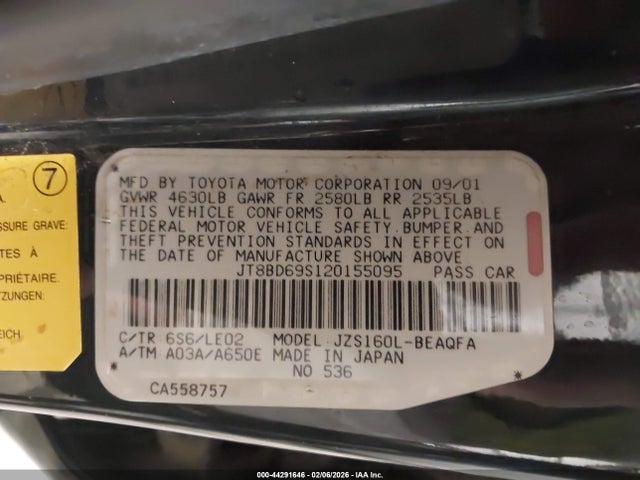 7
A.
SSURE GRAVE:
TES À
PRIÉTAIRE.
TZUNGEN:
EICH
MFD BY TOYOTA MOTOR CORPORATION 09/01
GVWR 4630LB GAWR FR 2580LB RR 2535LB
THIS VEHICLE CONFORMS TO ALL APPLICABLE
FEDERAL MOTOR VEHICLE SAFETY,BUMPER,AND
THEFT PREVENTION STANDARDS IN EFFECT ON
THE DATE OF MANUFACTURE SHOWN ABOVE.
JT8BD69S120155095 PASS CAR
C/TR 6S6/LE02 MODEL JZS160L-BEAQFA
A/TM A03A/A650E MADE IN JAPAN
NO 536
CA558757
000-44291646 - 02/06/2026 - IAA Inc.